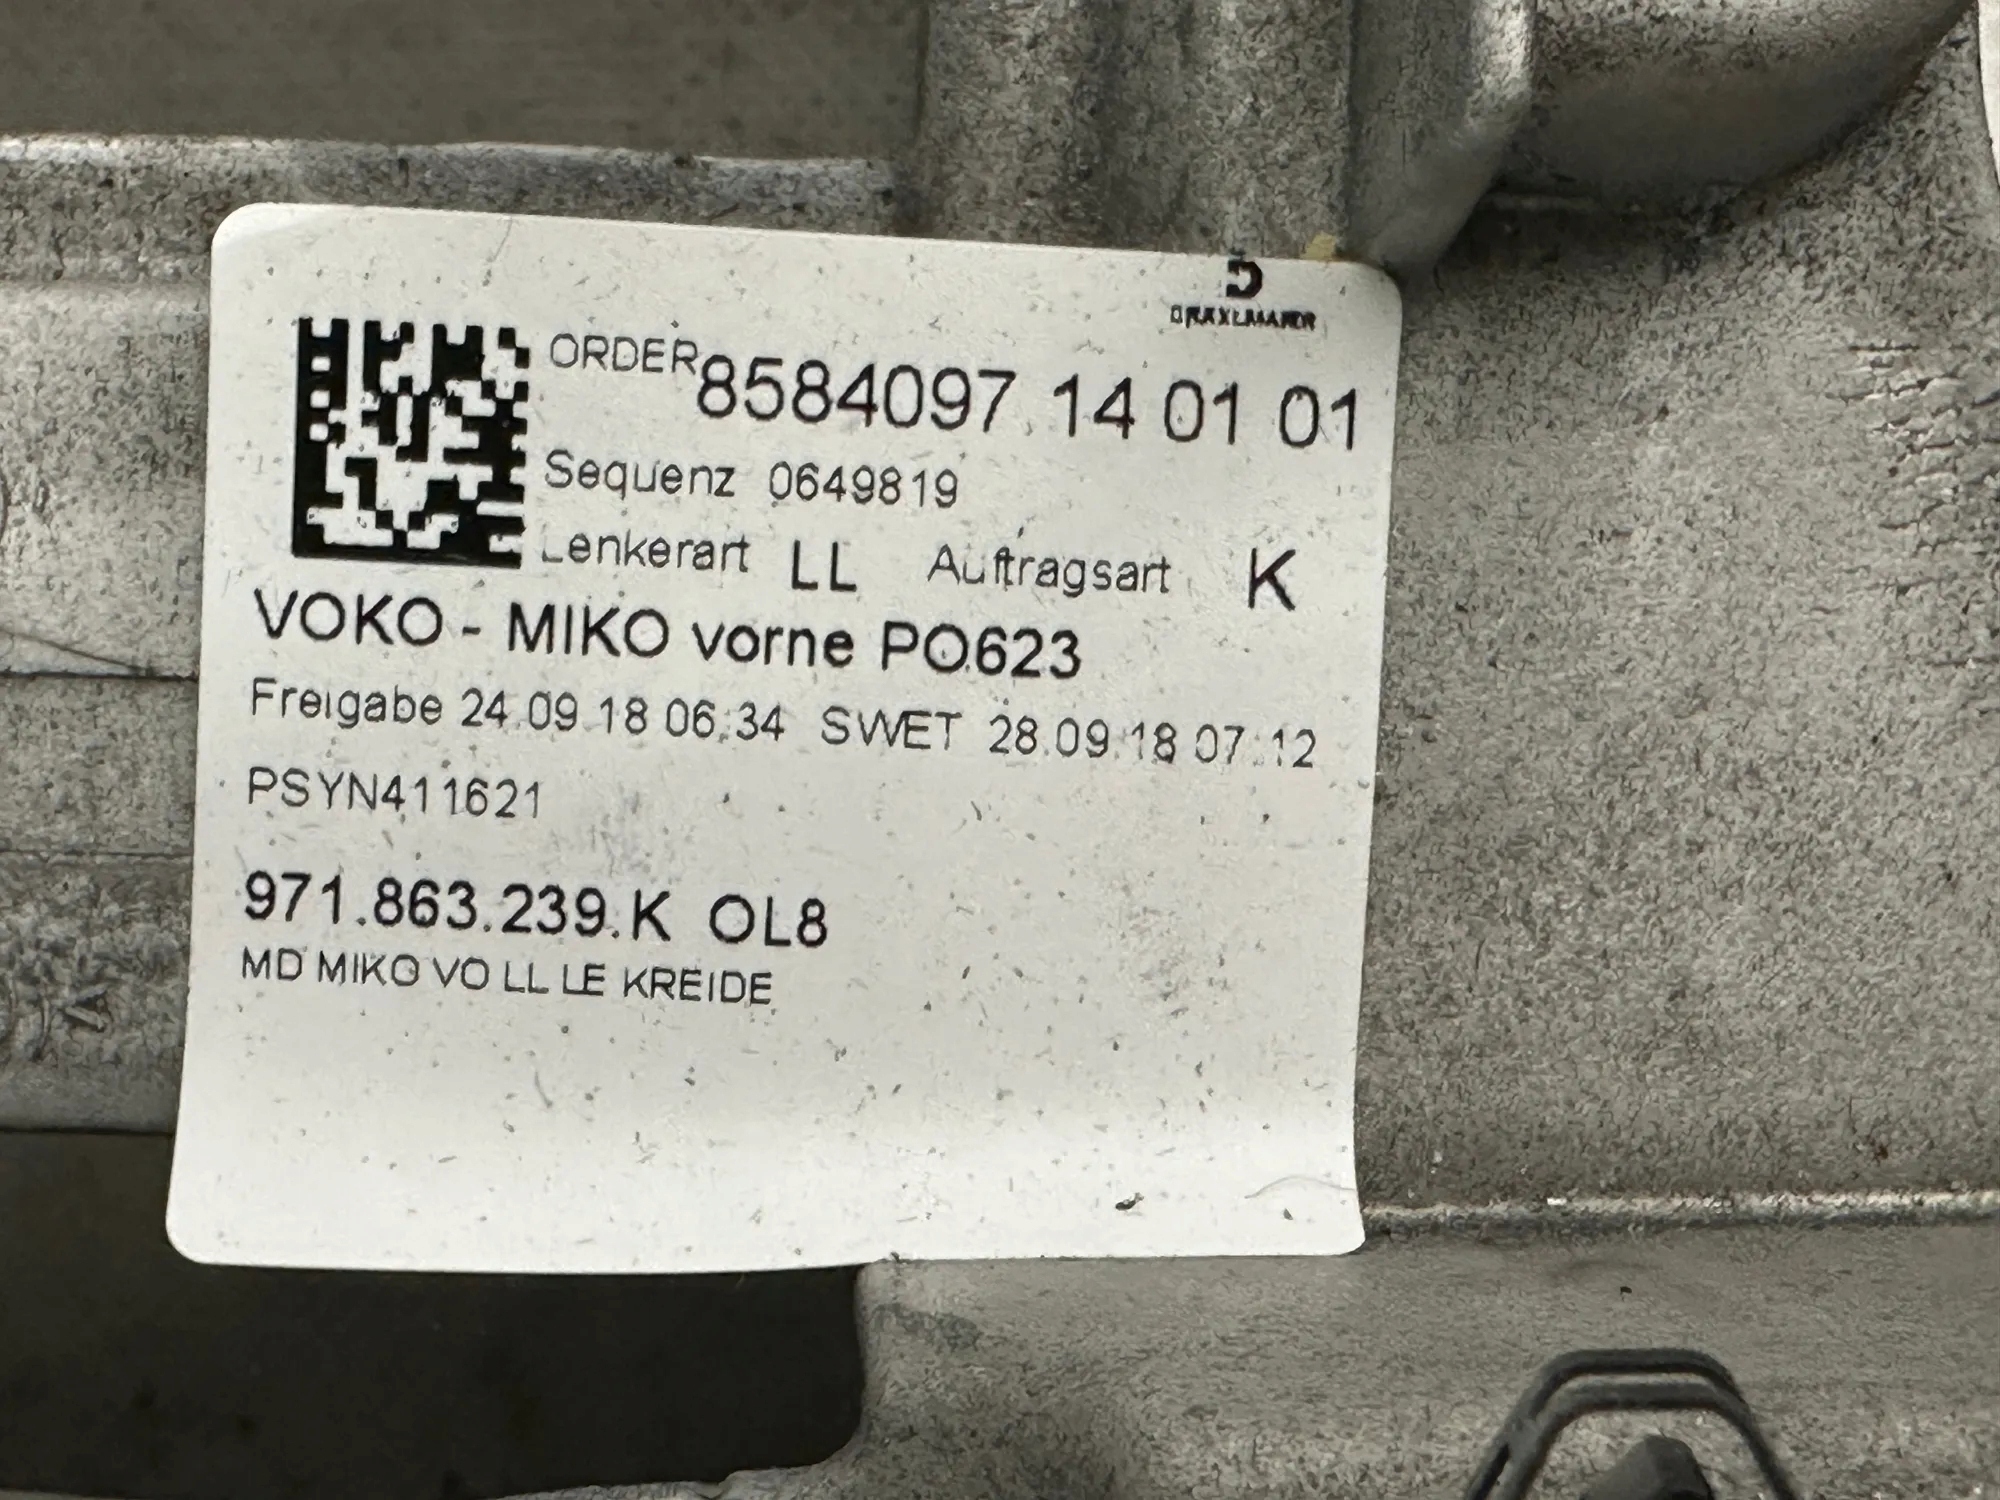 DRÄXLMAIER
ORDER 8584097 14 01 01
Sequenz 0649819
Lenkerart LL Auftragsart K
VOKO - MIKO vorne PO623
Freigabe 24.09.18 06:34 SWET 28.09.18 07:12
PSYN411621
971.863.239.K OL8
MD MIKO VO LL LE KREIDE